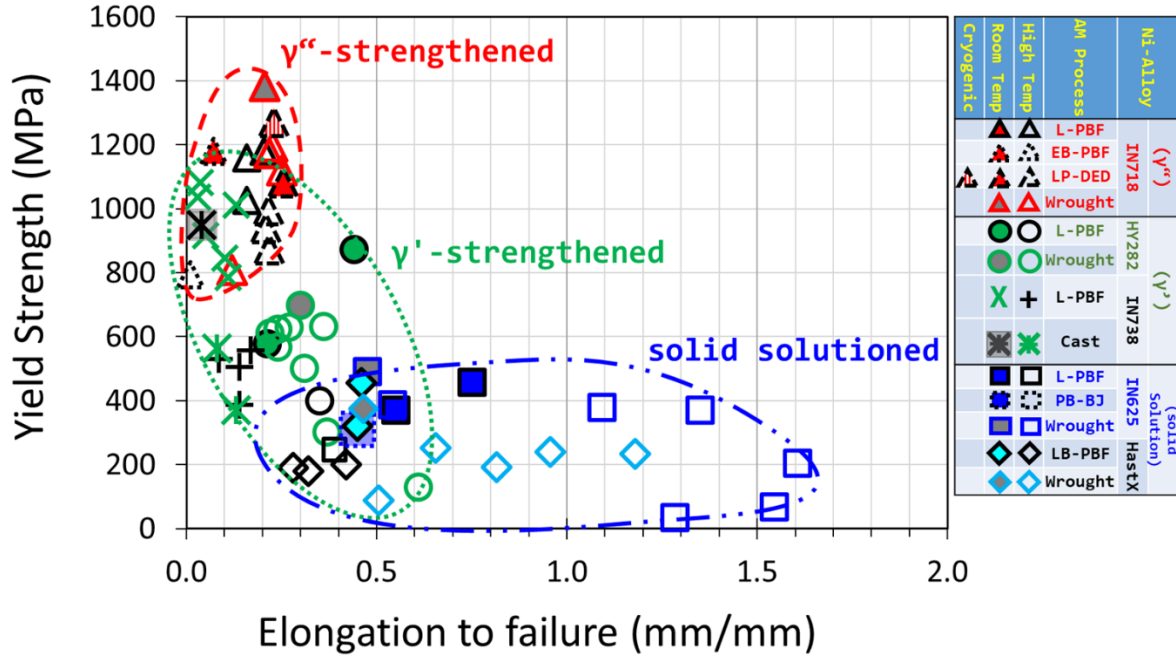 1600
1400
1200
1000
800
600
400
200
0
Yield Strength (MPa)
0.0
0.5
1.0
1.5
2.0
Elongation to failure (mm/mm)
γ“-strengthened
γ'-strengthened
solid solutioned
Cryogenic
Room Temp
High Temp
AM Process
Ni-Alloy
L-PBF
EB-PBF
LP-DED
Wrought
IN718
(γ“)
L-PBF
Wrought
HY282
L-PBF
Cast
IN738
(γ')
L-PBF
PB-BJ
Wrought
IN625
LB-PBF
Wrought
HastX
(solid
Solution)